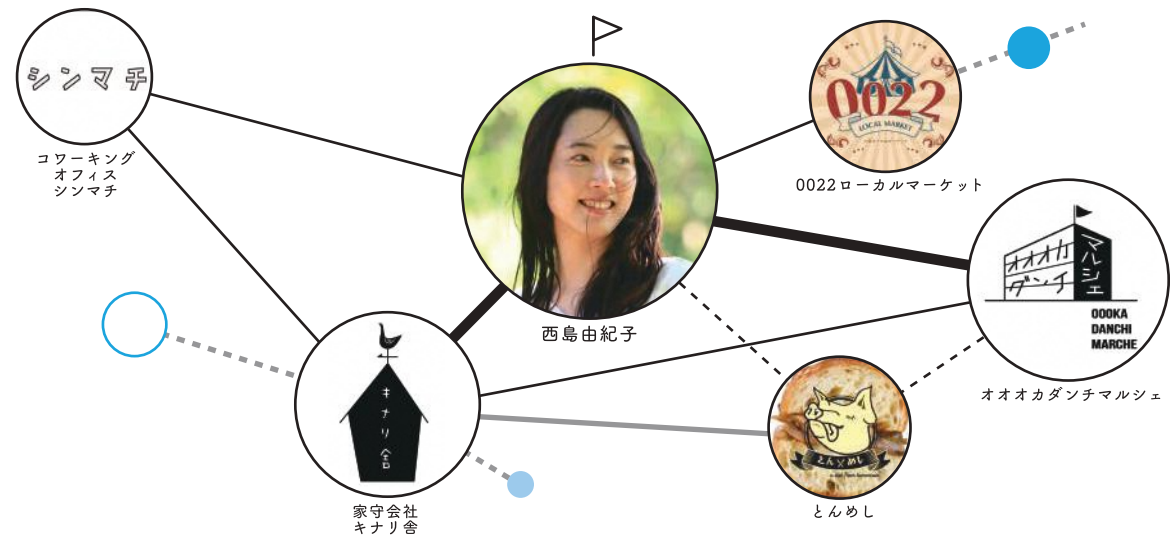 シンマチ
コワーキング
オフィス
シンマチ
0022
LOCAL MARKET
0022ローカルマーケット
西島由紀子
オオオカ
ダンチ
マルシェ
OOOKA
DANCHI
MARCHE
オオオカダンチマルシェ
キナリ舎
家守会社
キナリ舎
とん×めし
とんめし